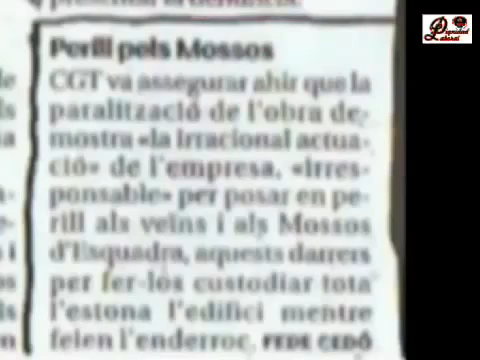 Perill pels Mossos
CGT va assegurar ahir que la
paralització de l'obra de-
mostra «la irracional actua-
ció» de l'empresa, «irres-
ponsable» per posar en pe-
rill als veïns i als Mossos
d'Esquadra, aquests darrers
per fer-los custodiar tota
l'estona l'edifici mentre
feien l'enderroc. FEDE CEDÓ
Dignidad
Laboral